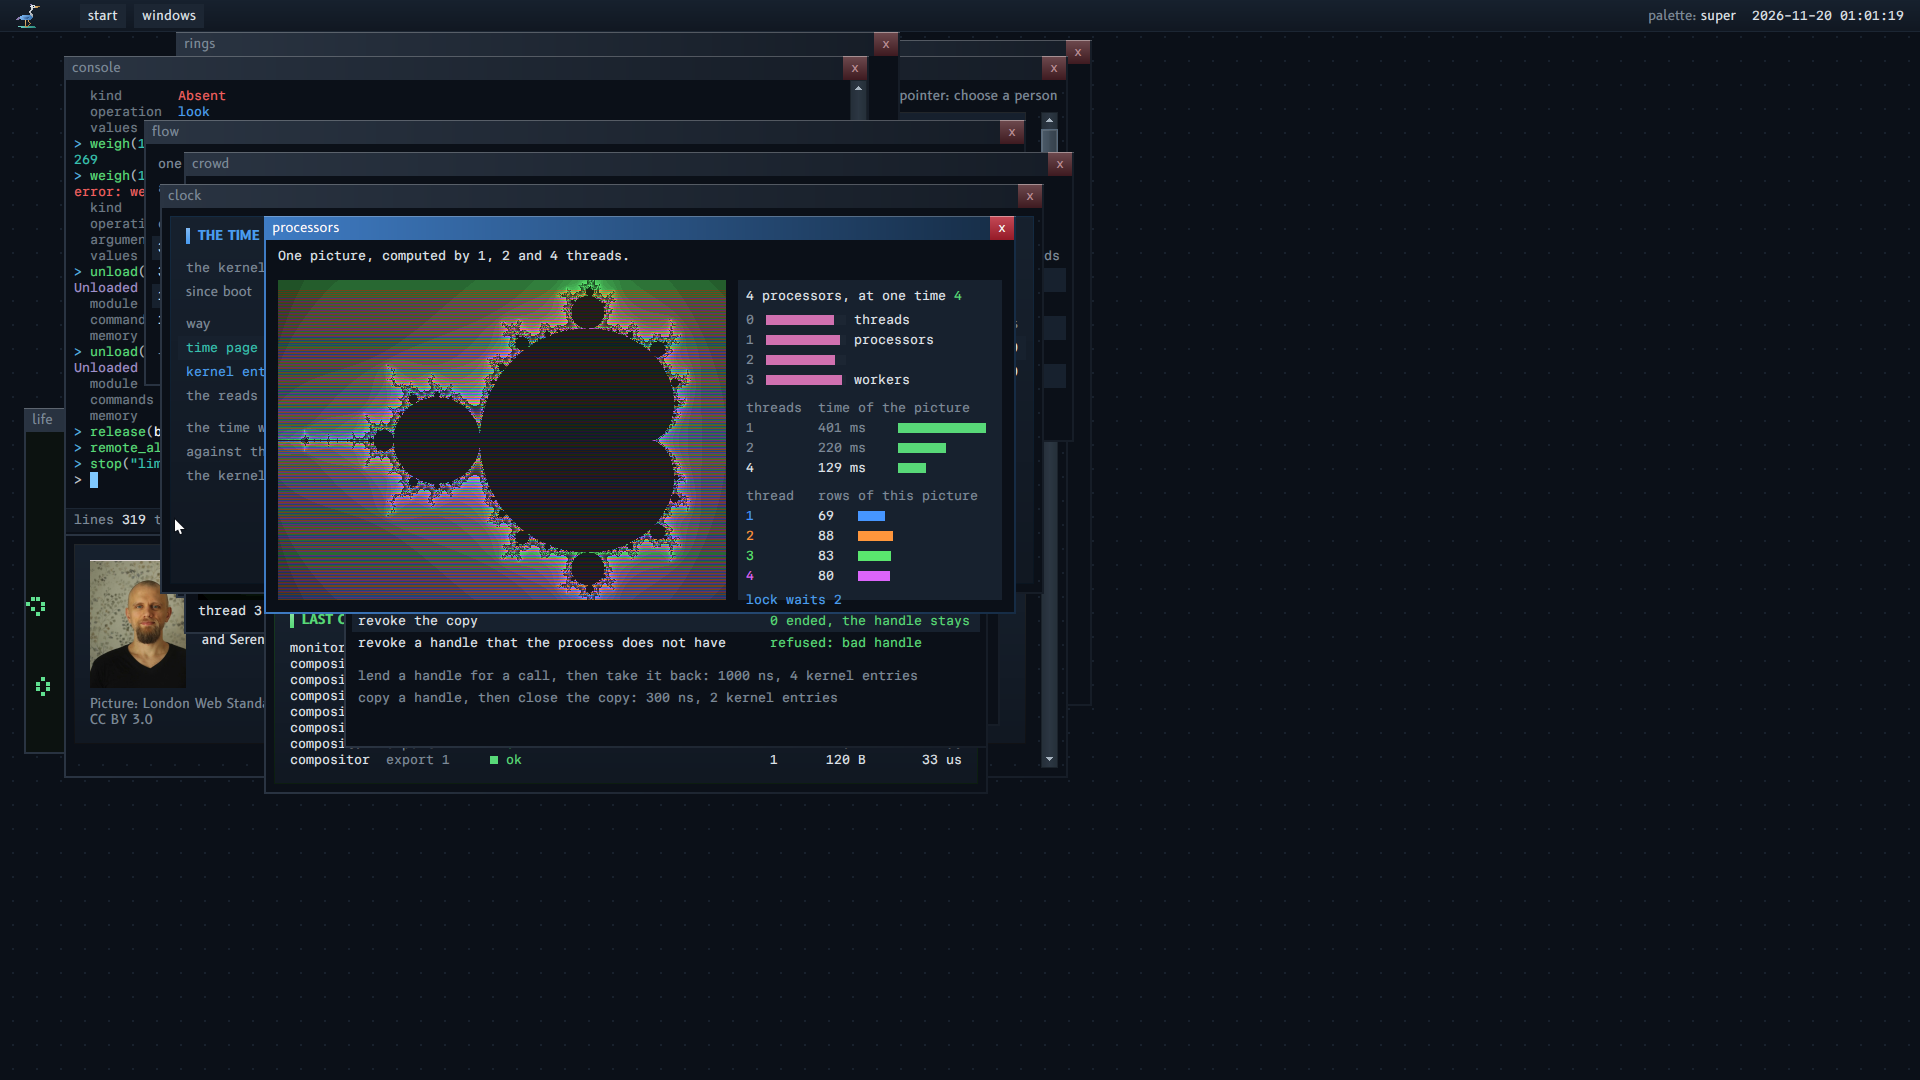 start windows palette: super 2026-11-20 01:01:19
rings x
x
console x
x
pointer: choose a person
kind Absent
operation look
values
> weigh(1
269
> weigh(1
error: we
kind
operati
argumen
values
> unload(
Unloaded
module
command
memory
> unload(
Unloaded
module
commands
memory
> release(b
> remote_al
> stop("lim
>
lines 319 t
flow x
one
crowd x
ds
clock x
THE TIME
the kernel
since boot
way
time page
kernel ent
the reads
the time w
against th
the kernel
processors x
One picture, computed by 1, 2 and 4 threads.
4 processors, at one time 4
0 threads
1 processors
2
3 workers
threads time of the picture
1 401 ms
2 220 ms
4 129 ms
thread rows of this picture
1 69
2 88
3 83
4 80
lock waits 2
life
thread 3
and Seren
Picture: London Web Standa
CC BY 3.0
LAST C
monitor
composi
composi
composi
composi
composi
composi
compositor export 1 ok 1 120 B 33 us
revoke the copy 0 ended, the handle stays
revoke a handle that the process does not have refused: bad handle
lend a handle for a call, then take it back: 1000 ns, 4 kernel entries
copy a handle, then close the copy: 300 ns, 2 kernel entries